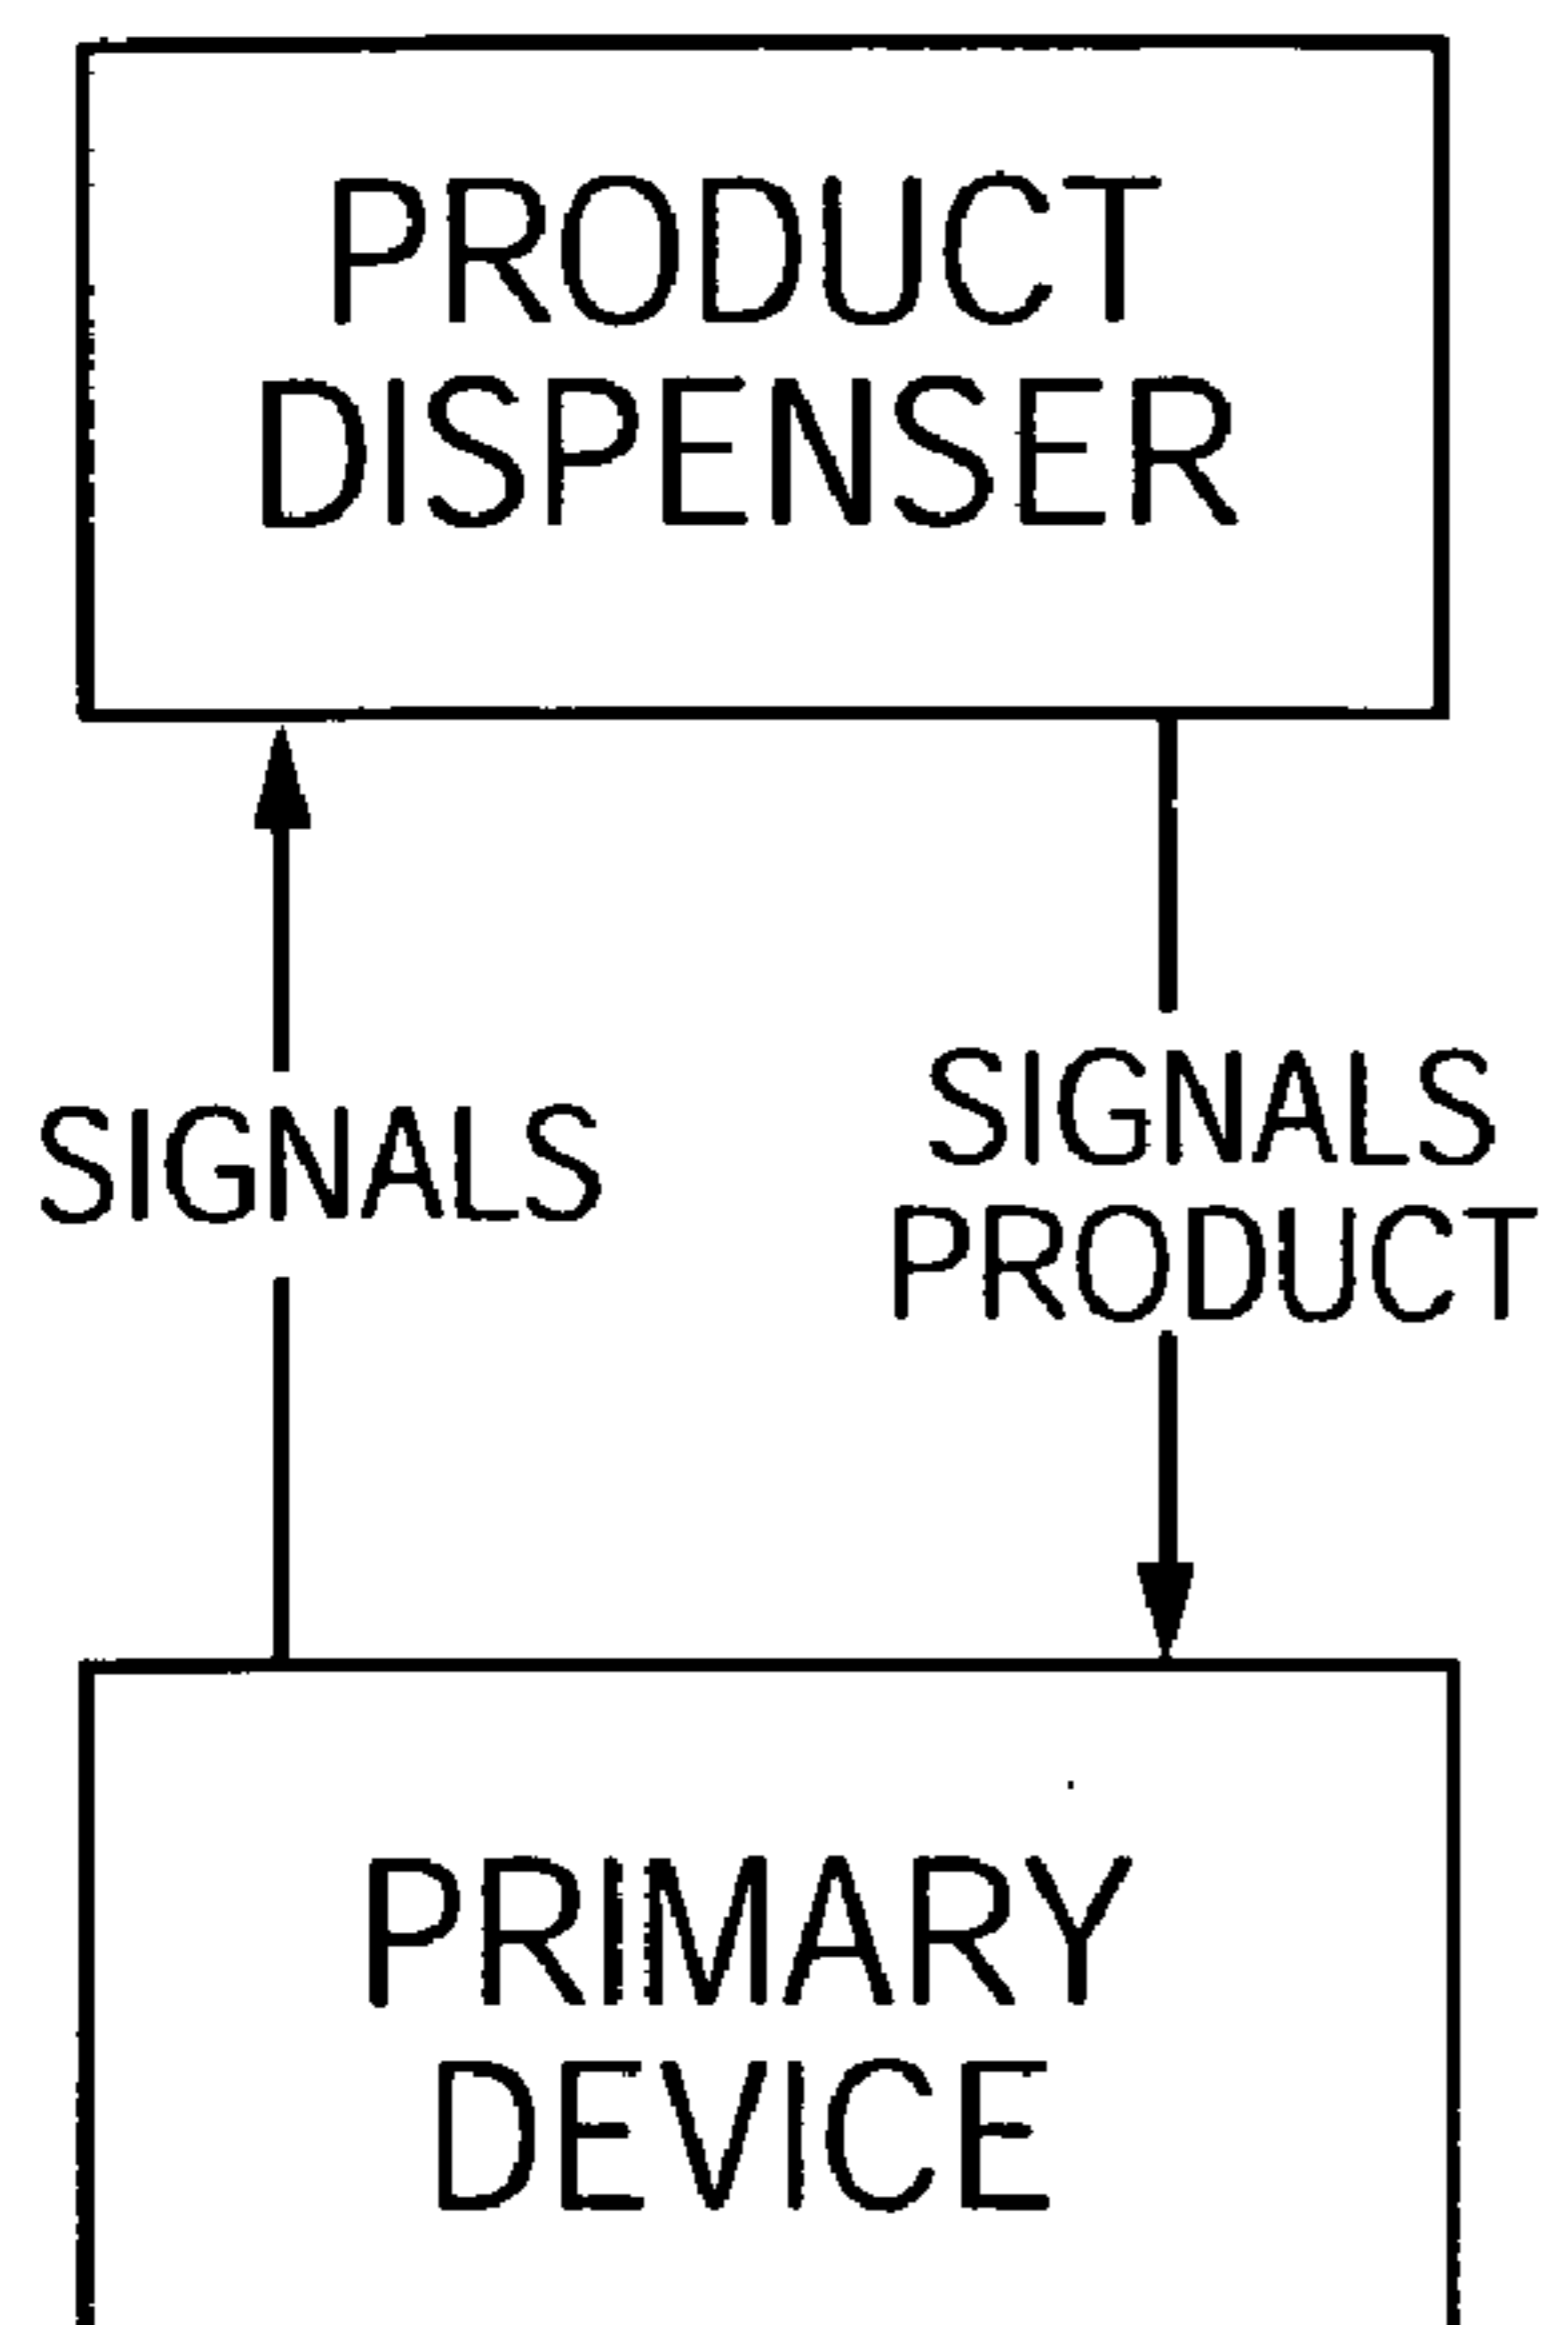 PRODUCT
DISPENSER
SIGNALS
SIGNALS
PRODUCT
PRIMARY
DEVICE